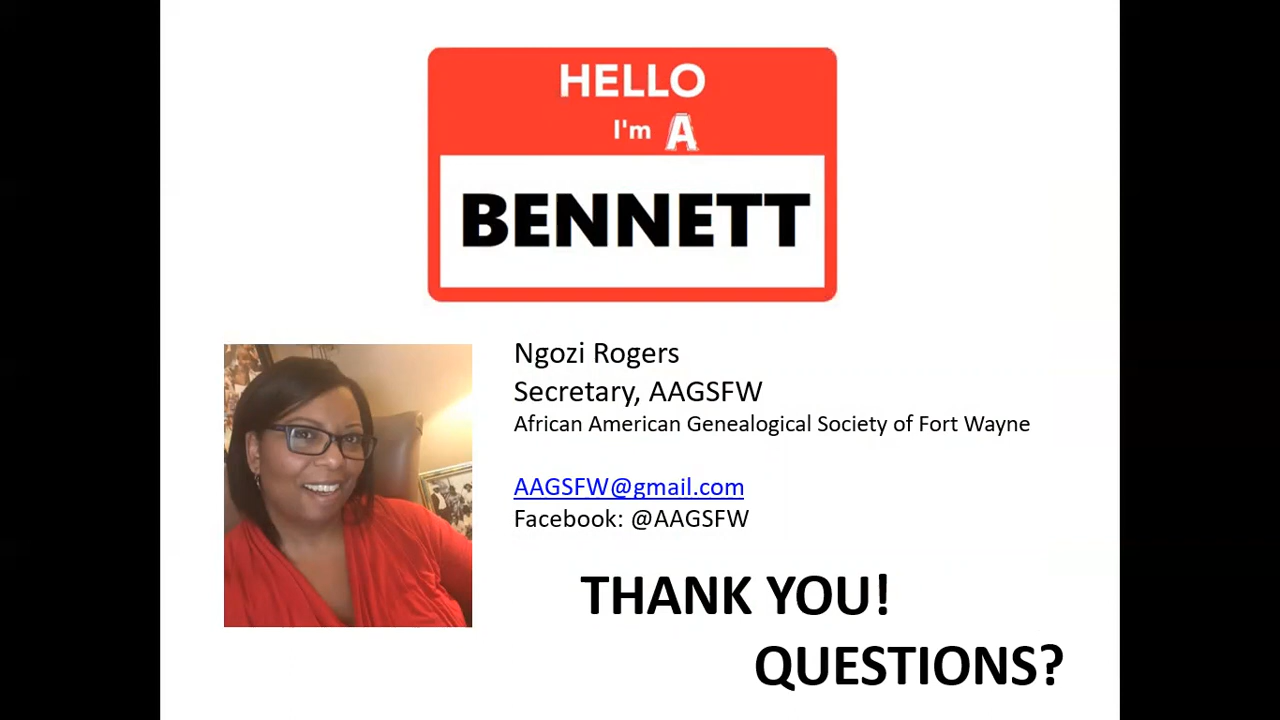 HELLO
I'm A
BENNETT
Ngozi Rogers
Secretary, AAGSFW
African American Genealogical Society of Fort Wayne
AAGSFW@gmail.com
Facebook: @AAGSFW
THANK YOU!
QUESTIONS?